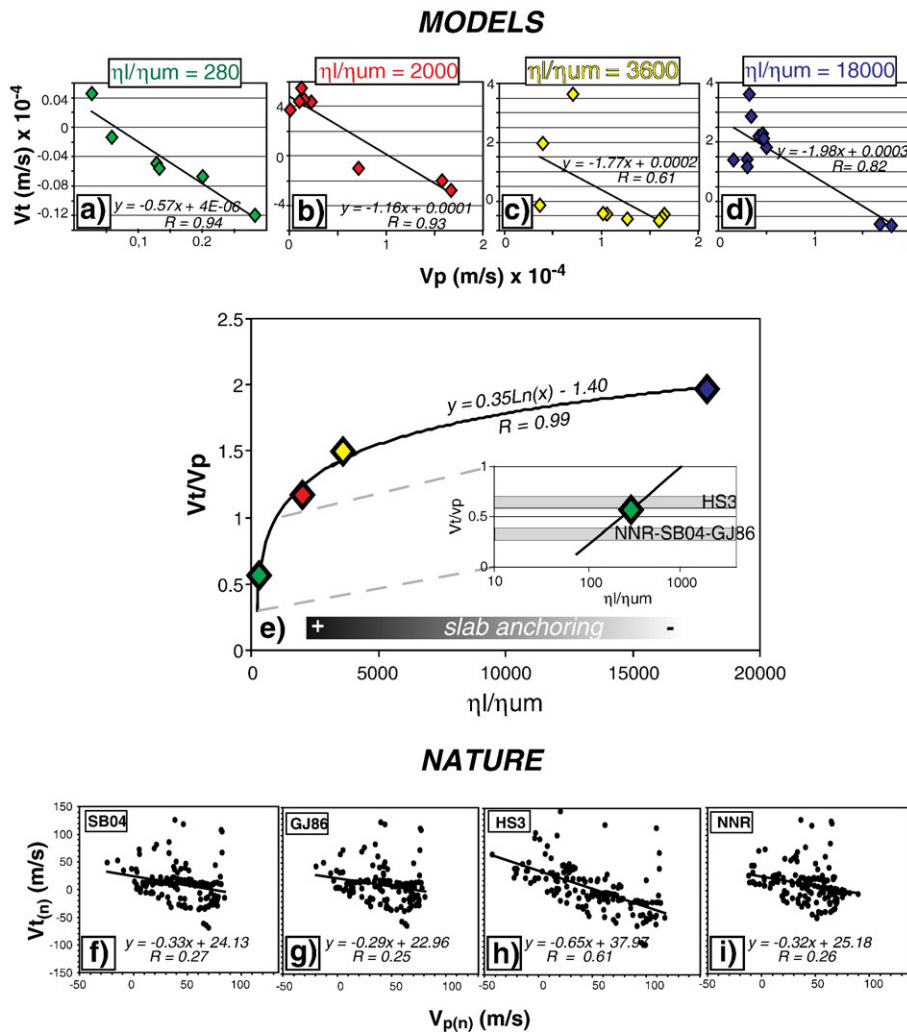 MODELS
ηl/ηum = 280
ηl/ηum = 2000
ηl/ηum = 3600
ηl/ηum = 18000
Vt (m/s) x 10⁻⁴
0.04
0
-0.04
-0.08
-0.12
a)
y = -0.57x + 4E-06
R = 0.94
0,1
0.2
4
0
-4
b)
y = -1.16x + 0.0001
R = 0.93
0
1
2
4
2
0
c)
y = -1.77x + 0.0002
R = 0.61
0
1
2
4
2
0
d)
y = -1.98x + 0.0003
R = 0.82
1
2
Vp (m/s) x 10⁻⁴
2.5
2
1.5
1
0.5
0
Vt/Vp
y = 0.35Ln(x) - 1.40
R = 0.99
1
0.5
0
Vt/vp
HS3
NNR-SB04-GJ86
10
100
1000
ηl/ηum
e)
+ slab anchoring -
0
5000
10000
15000
20000
ηl/ηum
NATURE
Vt(n) (m/s)
150
100
50
0
-50
-100
-150
SB04
f)
y = -0.33x + 24.13
R = 0.27
-50
0
50
100
GJ86
g)
y = -0.29x + 22.96
R = 0.25
-50
0
50
100
HS3
h)
y = -0.65x + 37.97
R = 0.61
-50
0
50
100
NNR
i)
y = -0.32x + 25.18
R = 0.26
-50
0
50
100
Vp(n) (m/s)